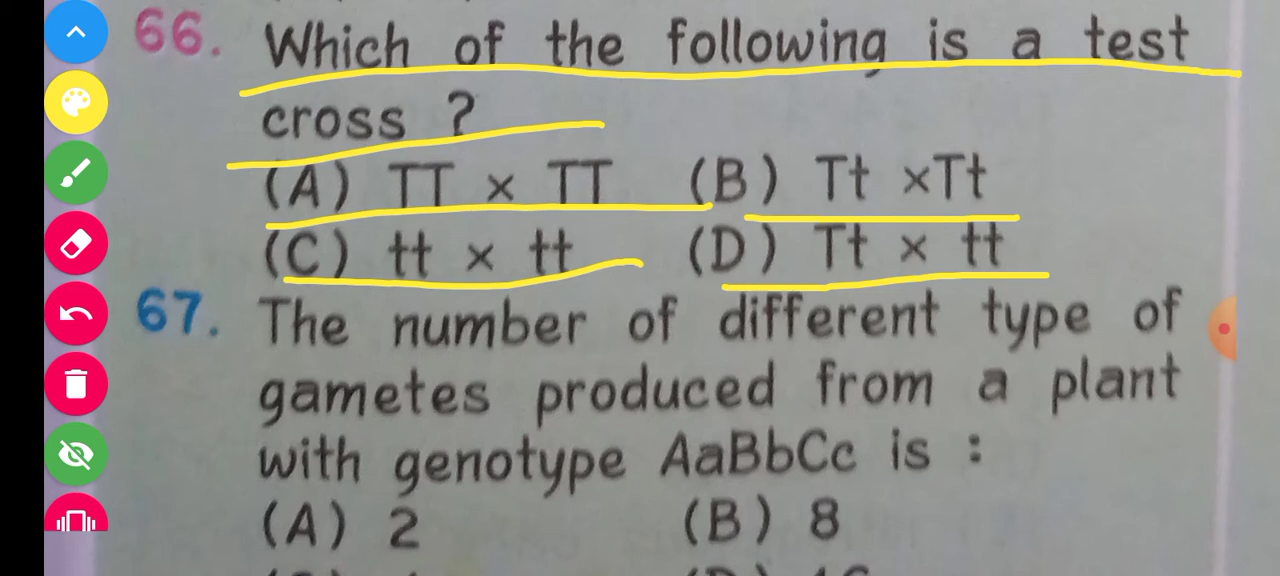 66. Which of the following is a test
cross ?
(A) TT × TT (B) Tt ×Tt
(C) tt × tt (D) Tt × tt
67. The number of different type of
gametes produced from a plant
with genotype AaBbCc is :
(A) 2 (B) 8